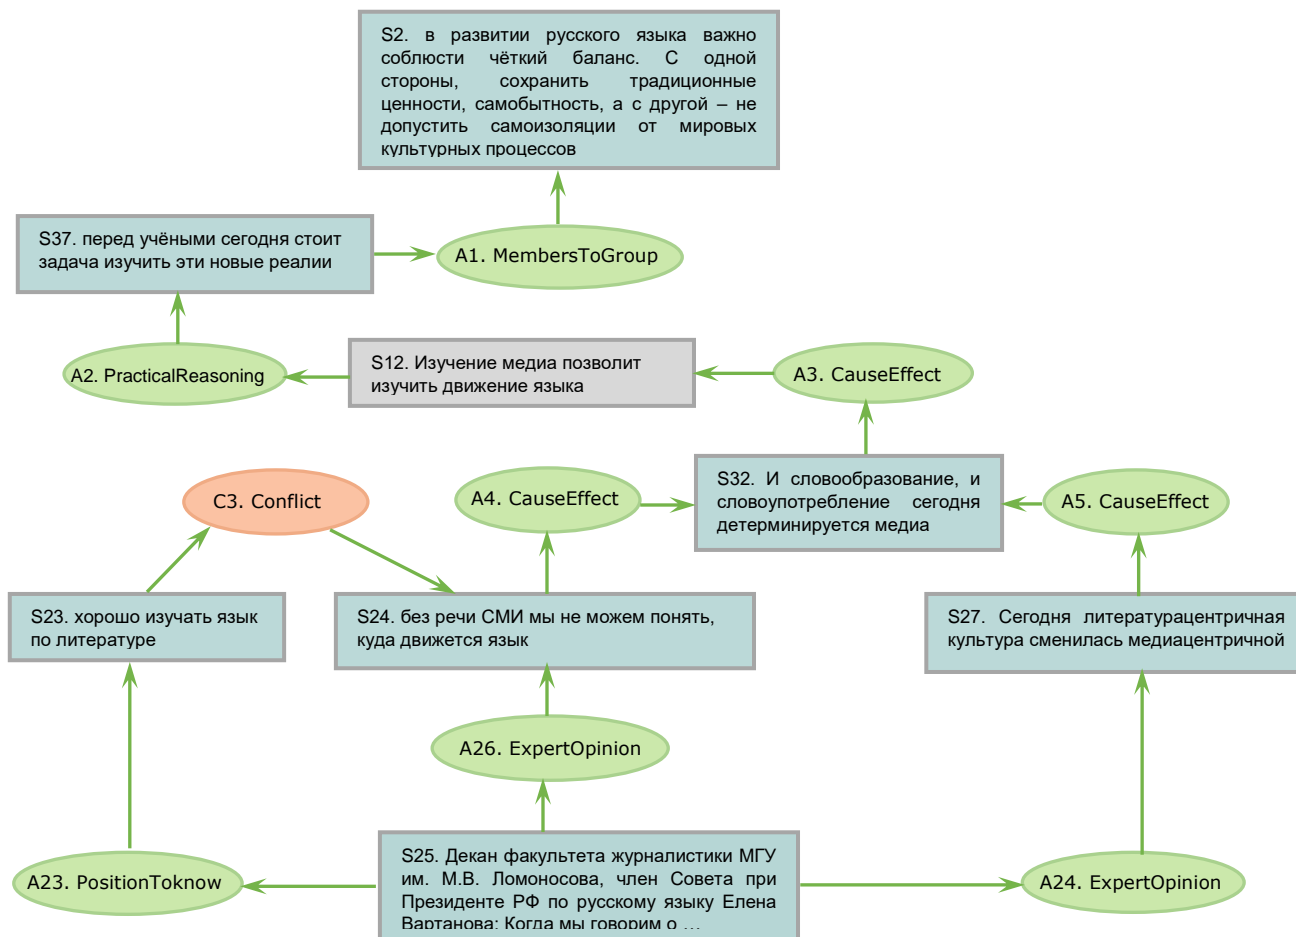 S2. в развитии русского языка важно
соблюсти чёткий баланс. С одной
стороны, сохранить традиционные
ценности, самобытность, а с другой – не
допустить самоизоляции от мировых
культурных процессов
S37. перед учёными сегодня стоит
задача изучить эти новые реалии
A1. MembersToGroup
A2. PracticalReasoning
S12. Изучение медиа позволит
изучить движение языка
A3. CauseEffect
C3. Conflict
A4. CauseEffect
S32. И словообразование, и
словоупотребление сегодня
детерминируется медиа
A5. CauseEffect
S23. хорошо изучать язык
по литературе
S24. без речи СМИ мы не можем понять,
куда движется язык
S27. Сегодня литературацентричная
культура сменилась медиацентричной
A26. ExpertOpinion
A23. PositionToknow
S25. Декан факультета журналистики МГУ
им. М.В. Ломоносова, член Совета при
Президенте РФ по русскому языку Елена
Вартанова: Когда мы говорим о …
A24. ExpertOpinion